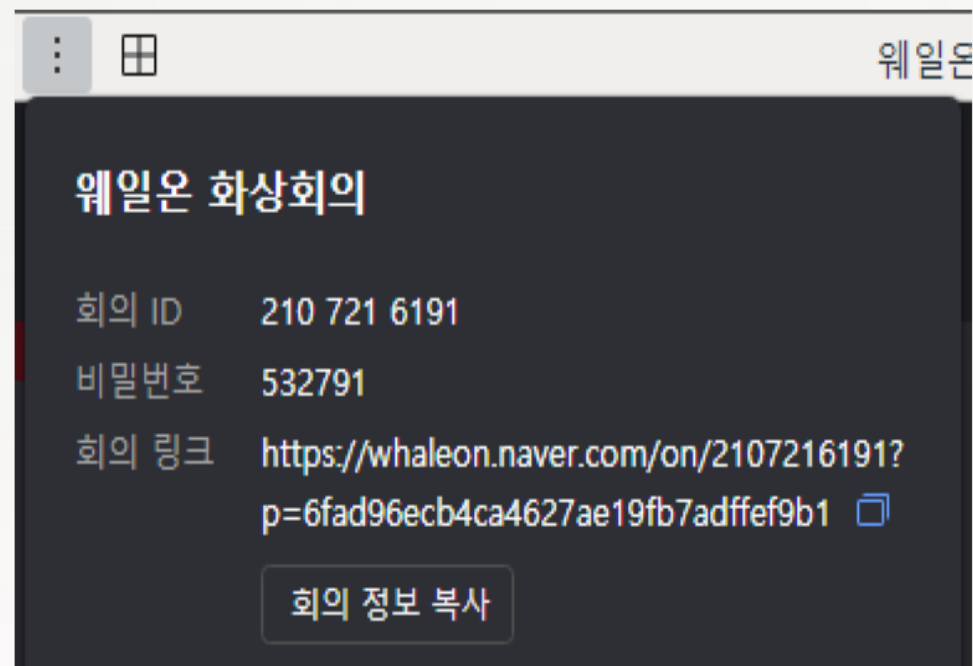 웨일온
웨일온 화상회의
회의 ID 210 721 6191
비밀번호 532791
회의 링크 https://whaleon.naver.com/on/2107216191?
p=6fad96ecb4ca4627ae19fb7adffef9b1
회의 정보 복사